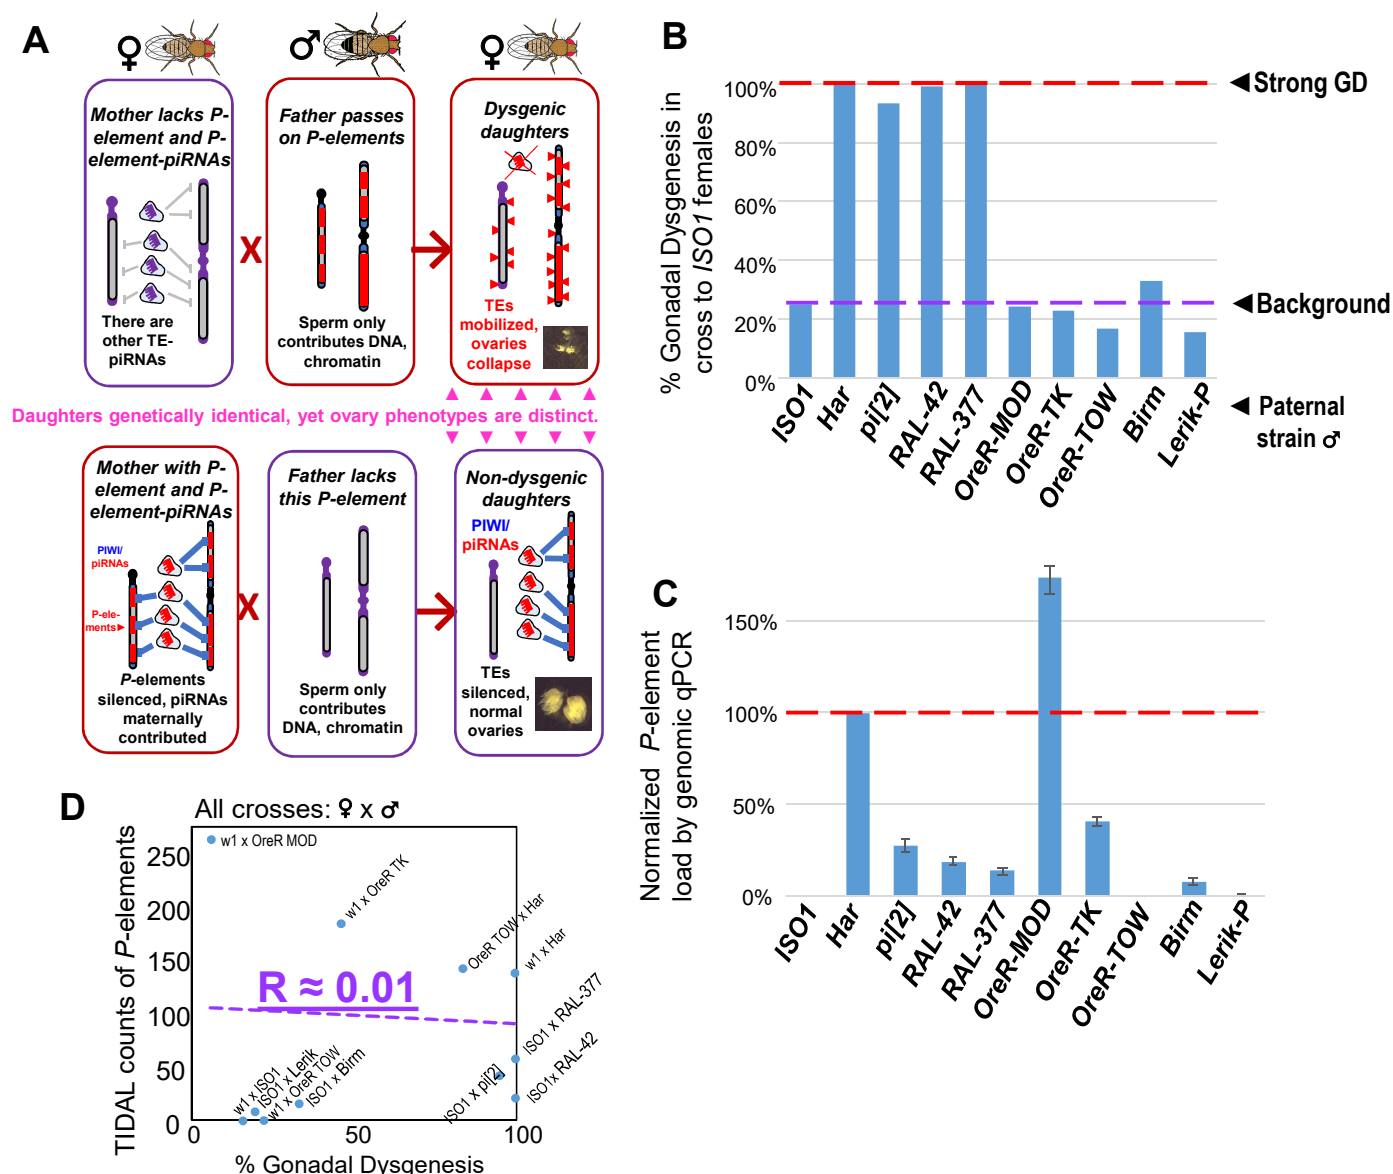 A
♀
♂
♀
Mother lacks P-
element and P-
element-piRNAs
There are
other TE-
piRNAs
X
Father passes
on P-elements
Sperm only
contributes DNA,
chromatin
Dysgenic
daughters
TEs
mobilized,
ovaries
collapse
Daughters genetically identical, yet ovary phenotypes are distinct.
Mother with P-
element and P-
element-piRNAs
PIWI/
piRNAs
P-ele-
ments
P-elements
silenced, piRNAs
maternally
contributed
X
Father lacks
this P-element
Sperm only
contributes
DNA, chromatin
Non-dysgenic
daughters
PIWI/
piRNAs
TEs
silenced,
normal
ovaries
B
% Gonadal Dysgenesis in
cross to ISO1 females
100%
80%
60%
40%
20%
0%
Strong GD
Background
Paternal
strain ♂
ISO1
Har
pi[2]
RAL-42
RAL-377
OreR-MOD
OreR-TK
OreR-TOW
Birm
Lerik-P
C
Normalized P-element
load by genomic qPCR
150%
100%
50%
0%
ISO1
Har
pi[2]
RAL-42
RAL-377
OreR-MOD
OreR-TK
OreR-TOW
Birm
Lerik-P
D
All crosses: ♀ x ♂
TIDAL counts of P-elements
250
200
150
100
50
0
w1 x OreR MOD
w1 x OreR TK
OreR TOW x Har
w1 x Har
R ≈ 0.01
ISO1 x RAL-377
ISO1x RAL-42
ISO1 x pi[2]
w1 x ISO1
ISO1 x Lerik
w1 x OreR TOW
ISO1 x Birm
0
50
100
% Gonadal Dysgenesis